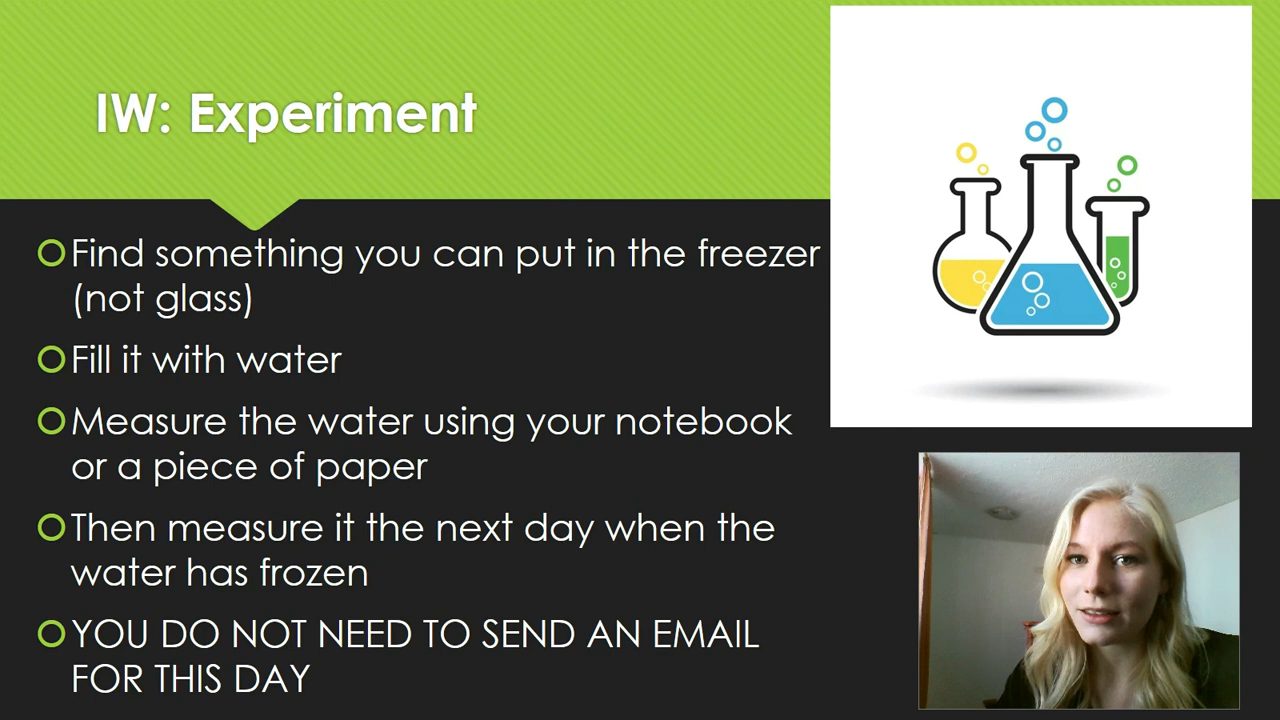 IW: Experiment
Find something you can put in the freezer
(not glass)
Fill it with water
Measure the water using your notebook
or a piece of paper
Then measure it the next day when the
water has frozen
YOU DO NOT NEED TO SEND AN EMAIL
FOR THIS DAY